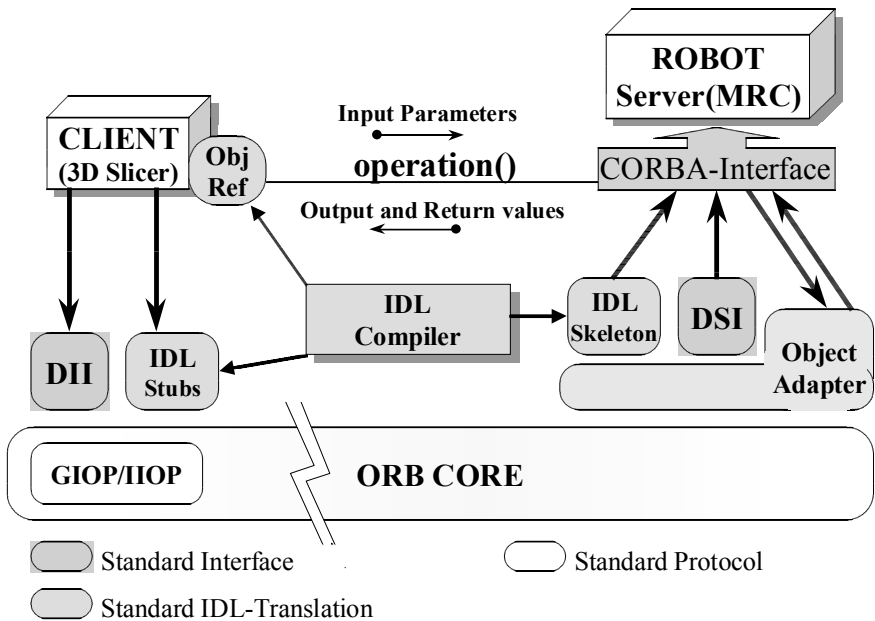 ROBOT
Server(MRC)
CLIENT
(3D Slicer)
Obj
Ref
Input Parameters
operation()
Output and Return values
CORBA-Interface
IDL
Compiler
IDL
Skeleton
DSI
Object
Adapter
DII
IDL
Stubs
GIOP/IIOP
ORB CORE
Standard Interface
Standard Protocol
Standard IDL-Translation